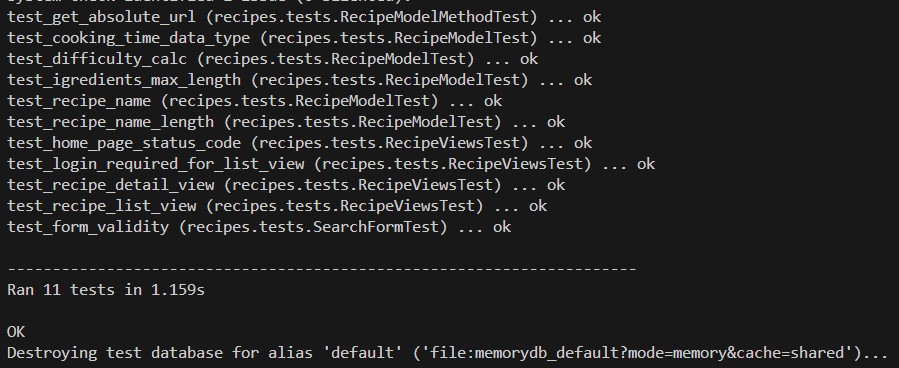 test_get_absolute_url (recipes.tests.RecipeModelMethodTest) ... ok
test_cooking_time_data_type (recipes.tests.RecipeModelTest) ... ok
test_difficulty_calc (recipes.tests.RecipeModelTest) ... ok
test_igredients_max_length (recipes.tests.RecipeModelTest) ... ok
test_recipe_name (recipes.tests.RecipeModelTest) ... ok
test_recipe_name_length (recipes.tests.RecipeModelTest) ... ok
test_home_page_status_code (recipes.tests.RecipeViewsTest) ... ok
test_login_required_for_list_view (recipes.tests.RecipeViewsTest) ... ok
test_recipe_detail_view (recipes.tests.RecipeViewsTest) ... ok
test_recipe_list_view (recipes.tests.RecipeViewsTest) ... ok
test_form_validity (recipes.tests.SearchFormTest) ... ok
----------------------------------------------------------------------
Ran 11 tests in 1.159s
OK
Destroying test database for alias 'default' ('file:memorydb_default?mode=memory&cache=shared')...